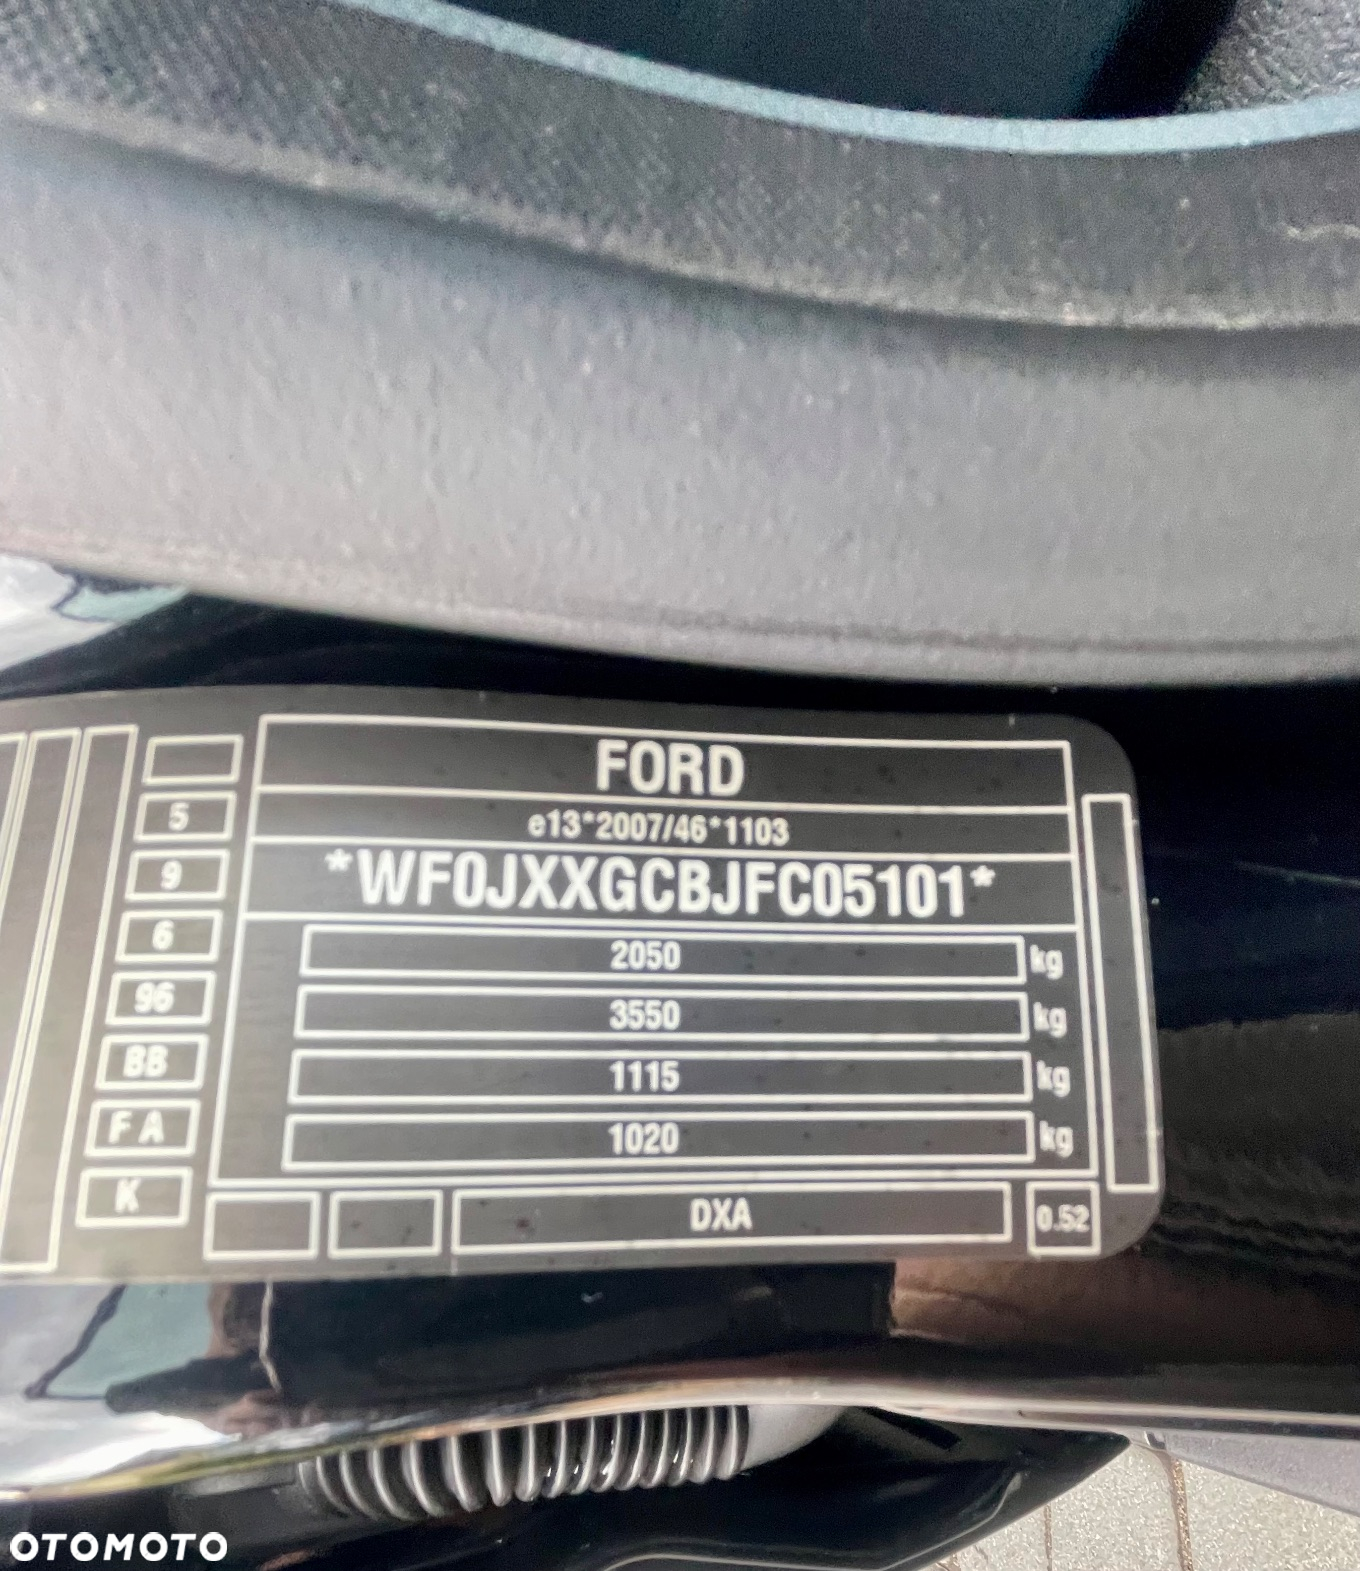 FORD
e13*2007/46*1103
*WF0JXXGCBJFC05101*
2050 kg
3550 kg
1115 kg
1020 kg
5
9
6
96
BB
F A
K
DXA
0.52
OTOMOTO